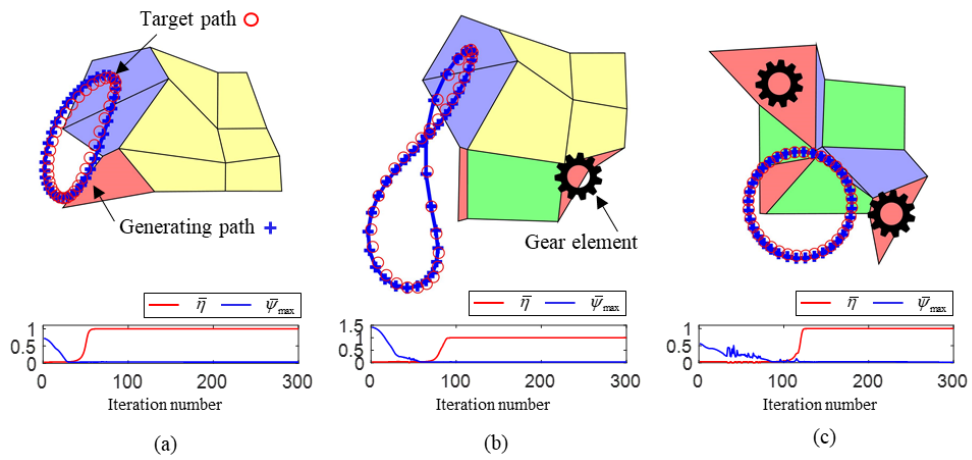 Target path
Generating path
Gear element
η̄ ψ̄max
1
0.5
0
0 100 200 300
Iteration number
(a)
η̄ ψ̄max
1.5
1
0.5
0
0 100 200 300
Iteration number
(b)
η̄ ψ̄max
1
0.5
0
0 100 200 300
Iteration number
(c)